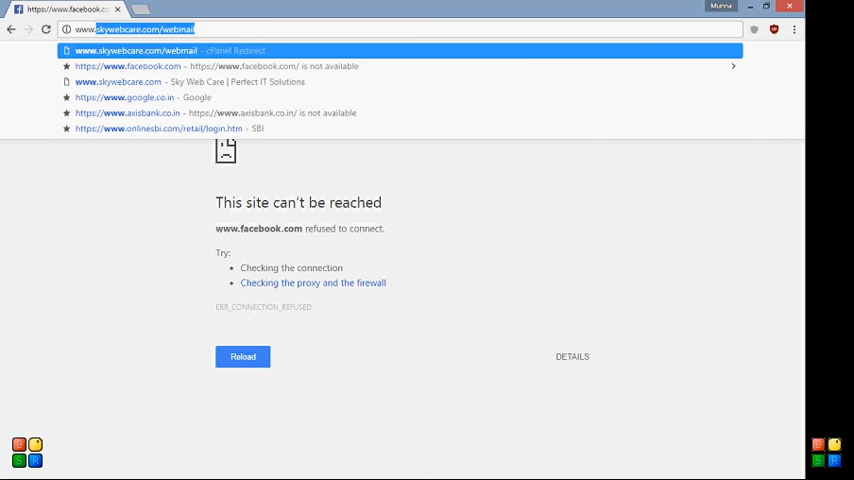 https://www.facebook.c
Munna
www.skywebcare.com/webmail
www.skywebcare.com/webmail - cPanel Redirect
https://www.facebook.com - https://www.facebook.com/ is not available
www.skywebcare.com - Sky Web Care | Perfect IT Solutions
https://www.google.co.in - Google
https://www.axisbank.co.in - https://www.axisbank.co.in/ is not available
https://www.onlinesbi.com/retail/login.htm - SBI
This site can't be reached
www.facebook.com refused to connect.
Try:
• Checking the connection
• Checking the proxy and the firewall
ERR_CONNECTION_REFUSED
Reload
DETAILS
B
S R
B
S R